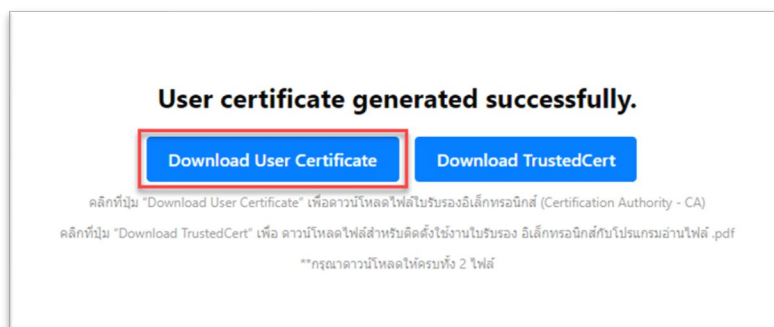 User certificate generated successfully.
Download User Certificate Download TrustedCert
คลิกที่ปุ่ม "Download User Certificate" เพื่อดาวน์โหลดไฟล์ใบรับรองอิเล็กทรอนิกส์ (Certification Authority - CA)
คลิกที่ปุ่ม "Download TrustedCert" เพื่อ ดาวน์โหลดไฟล์สำหรับติดตั้งใช้งานใบรับรอง อิเล็กทรอนิกส์กับโปรแกรมอ่านไฟล์ .pdf
**กรุณาดาวน์โหลดให้ครบทั้ง 2 ไฟล์